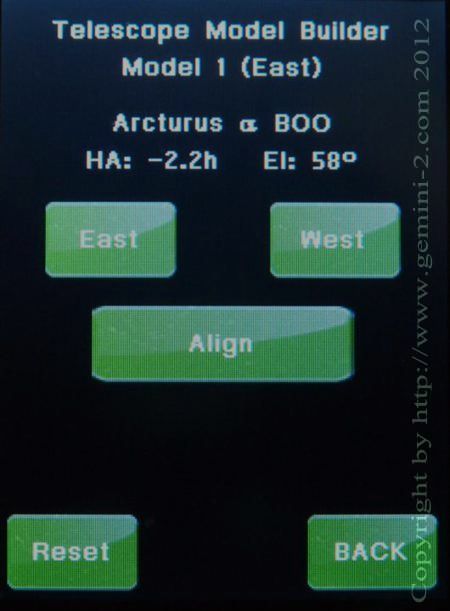 Telescope Model Builder
Model 1 (East)
Arcturus α BOO
HA: -2.2h El: 58º
East
West
Align
Reset
BACK
Copyright by http://www.gemini-2.com 2012